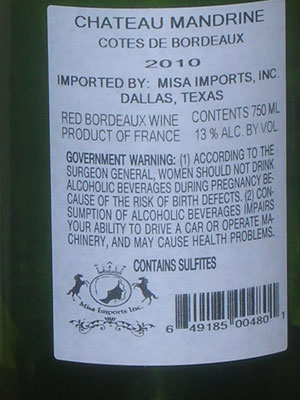 CHATEAU MANDRINE
COTES DE BORDEAUX
2010
IMPORTED BY: MISA IMPORTS, INC.
DALLAS, TEXAS
RED BORDEAUX WINE CONTENTS 750 ML
PRODUCT OF FRANCE 13 % ALC. BY VOL.
GOVERNMENT WARNING: (1) ACCORDING TO THE
SURGEON GENERAL, WOMEN SHOULD NOT DRINK
ALCOHOLIC BEVERAGES DURING PREGNANCY BE-
CAUSE OF THE RISK OF BIRTH DEFECTS. (2) CON-
SUMPTION OF ALCOHOLIC BEVERAGES IMPAIRS
YOUR ABILITY TO DRIVE A CAR OR OPERATE MA-
CHINERY, AND MAY CAUSE HEALTH PROBLEMS.
CONTAINS SULFITES
Misa Imports Inc.
6 49185 00480 1